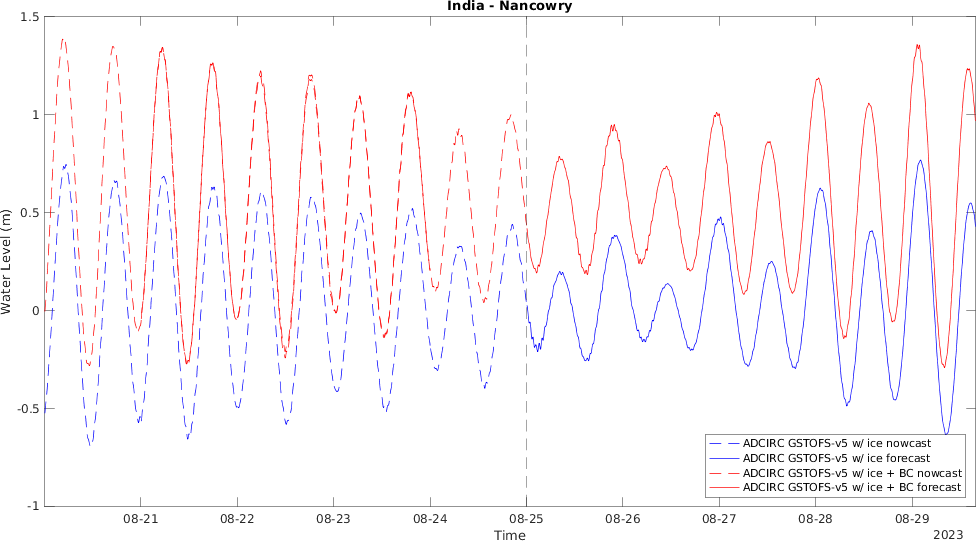 India - Nancowry
Water Level (m)
1.5
1
0.5
0
-0.5
-1
08-21 08-22 08-23 08-24 08-25 08-26 08-27 08-28 08-29
Time
2023
ADCIRC GSTOFS-v5 w/ ice nowcast
ADCIRC GSTOFS-v5 w/ ice forecast
ADCIRC GSTOFS-v5 w/ ice + BC nowcast
ADCIRC GSTOFS-v5 w/ ice + BC forecast